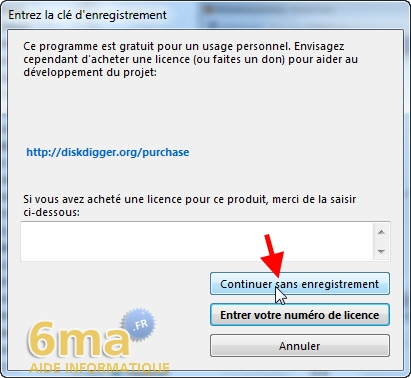 Entrez la clé d'enregistrement
Ce programme est gratuit pour un usage personnel. Envisagez
cependant d'acheter une licence (ou faites un don) pour aider au
développement du projet:
http://diskdigger.org/purchase
Si vous avez acheté une licence pour ce produit, merci de la saisir
ci-dessous:
Continuer sans enregistrement
Entrer votre numéro de licence
Annuler
6ma
.FR
AIDE INFORMATIQUE